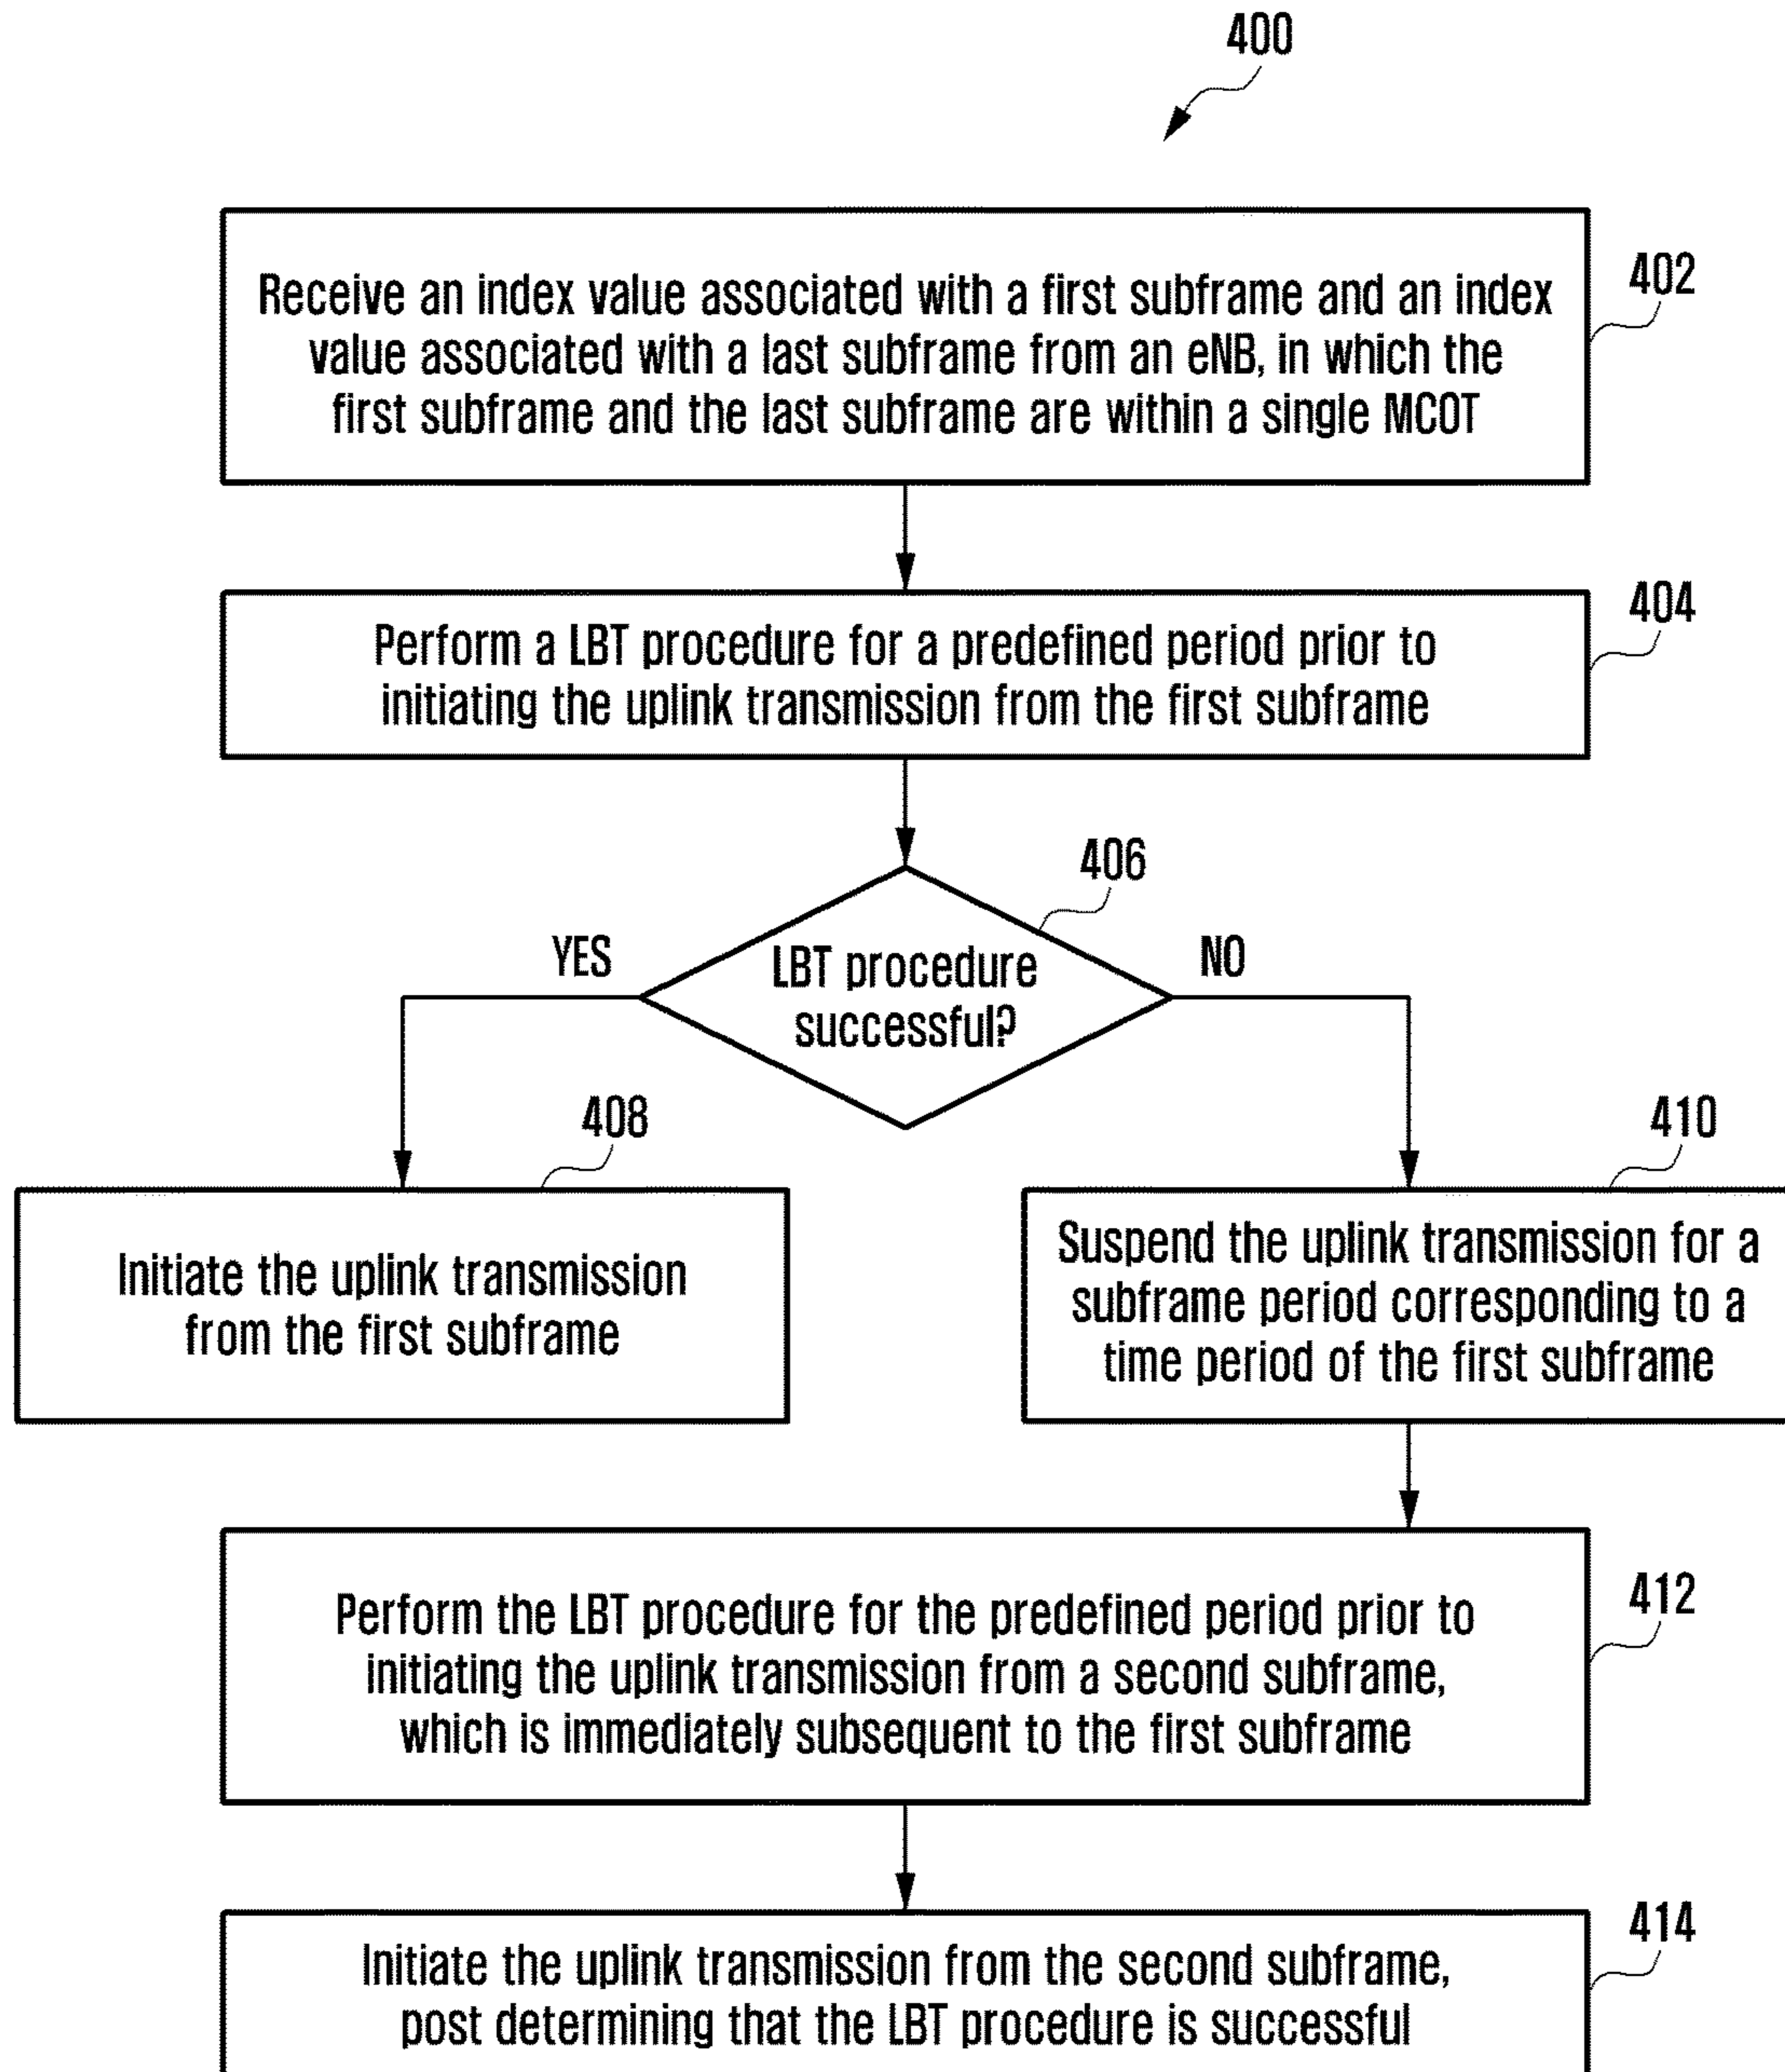 400
Receive an index value associated with a first subframe and an index
value associated with a last subframe from an eNB, in which the
first subframe and the last subframe are within a single MCOT
402
Perform a LBT procedure for a predefined period prior to
initiating the uplink transmission from the first subframe
404
406
YES
LBT procedure
successful?
NO
408
Initiate the uplink transmission
from the first subframe
410
Suspend the uplink transmission for a
subframe period corresponding to a
time period of the first subframe
Perform the LBT procedure for the predefined period prior to
initiating the uplink transmission from a second subframe,
which is immediately subsequent to the first subframe
412
Initiate the uplink transmission from the second subframe,
post determining that the LBT procedure is successful
414